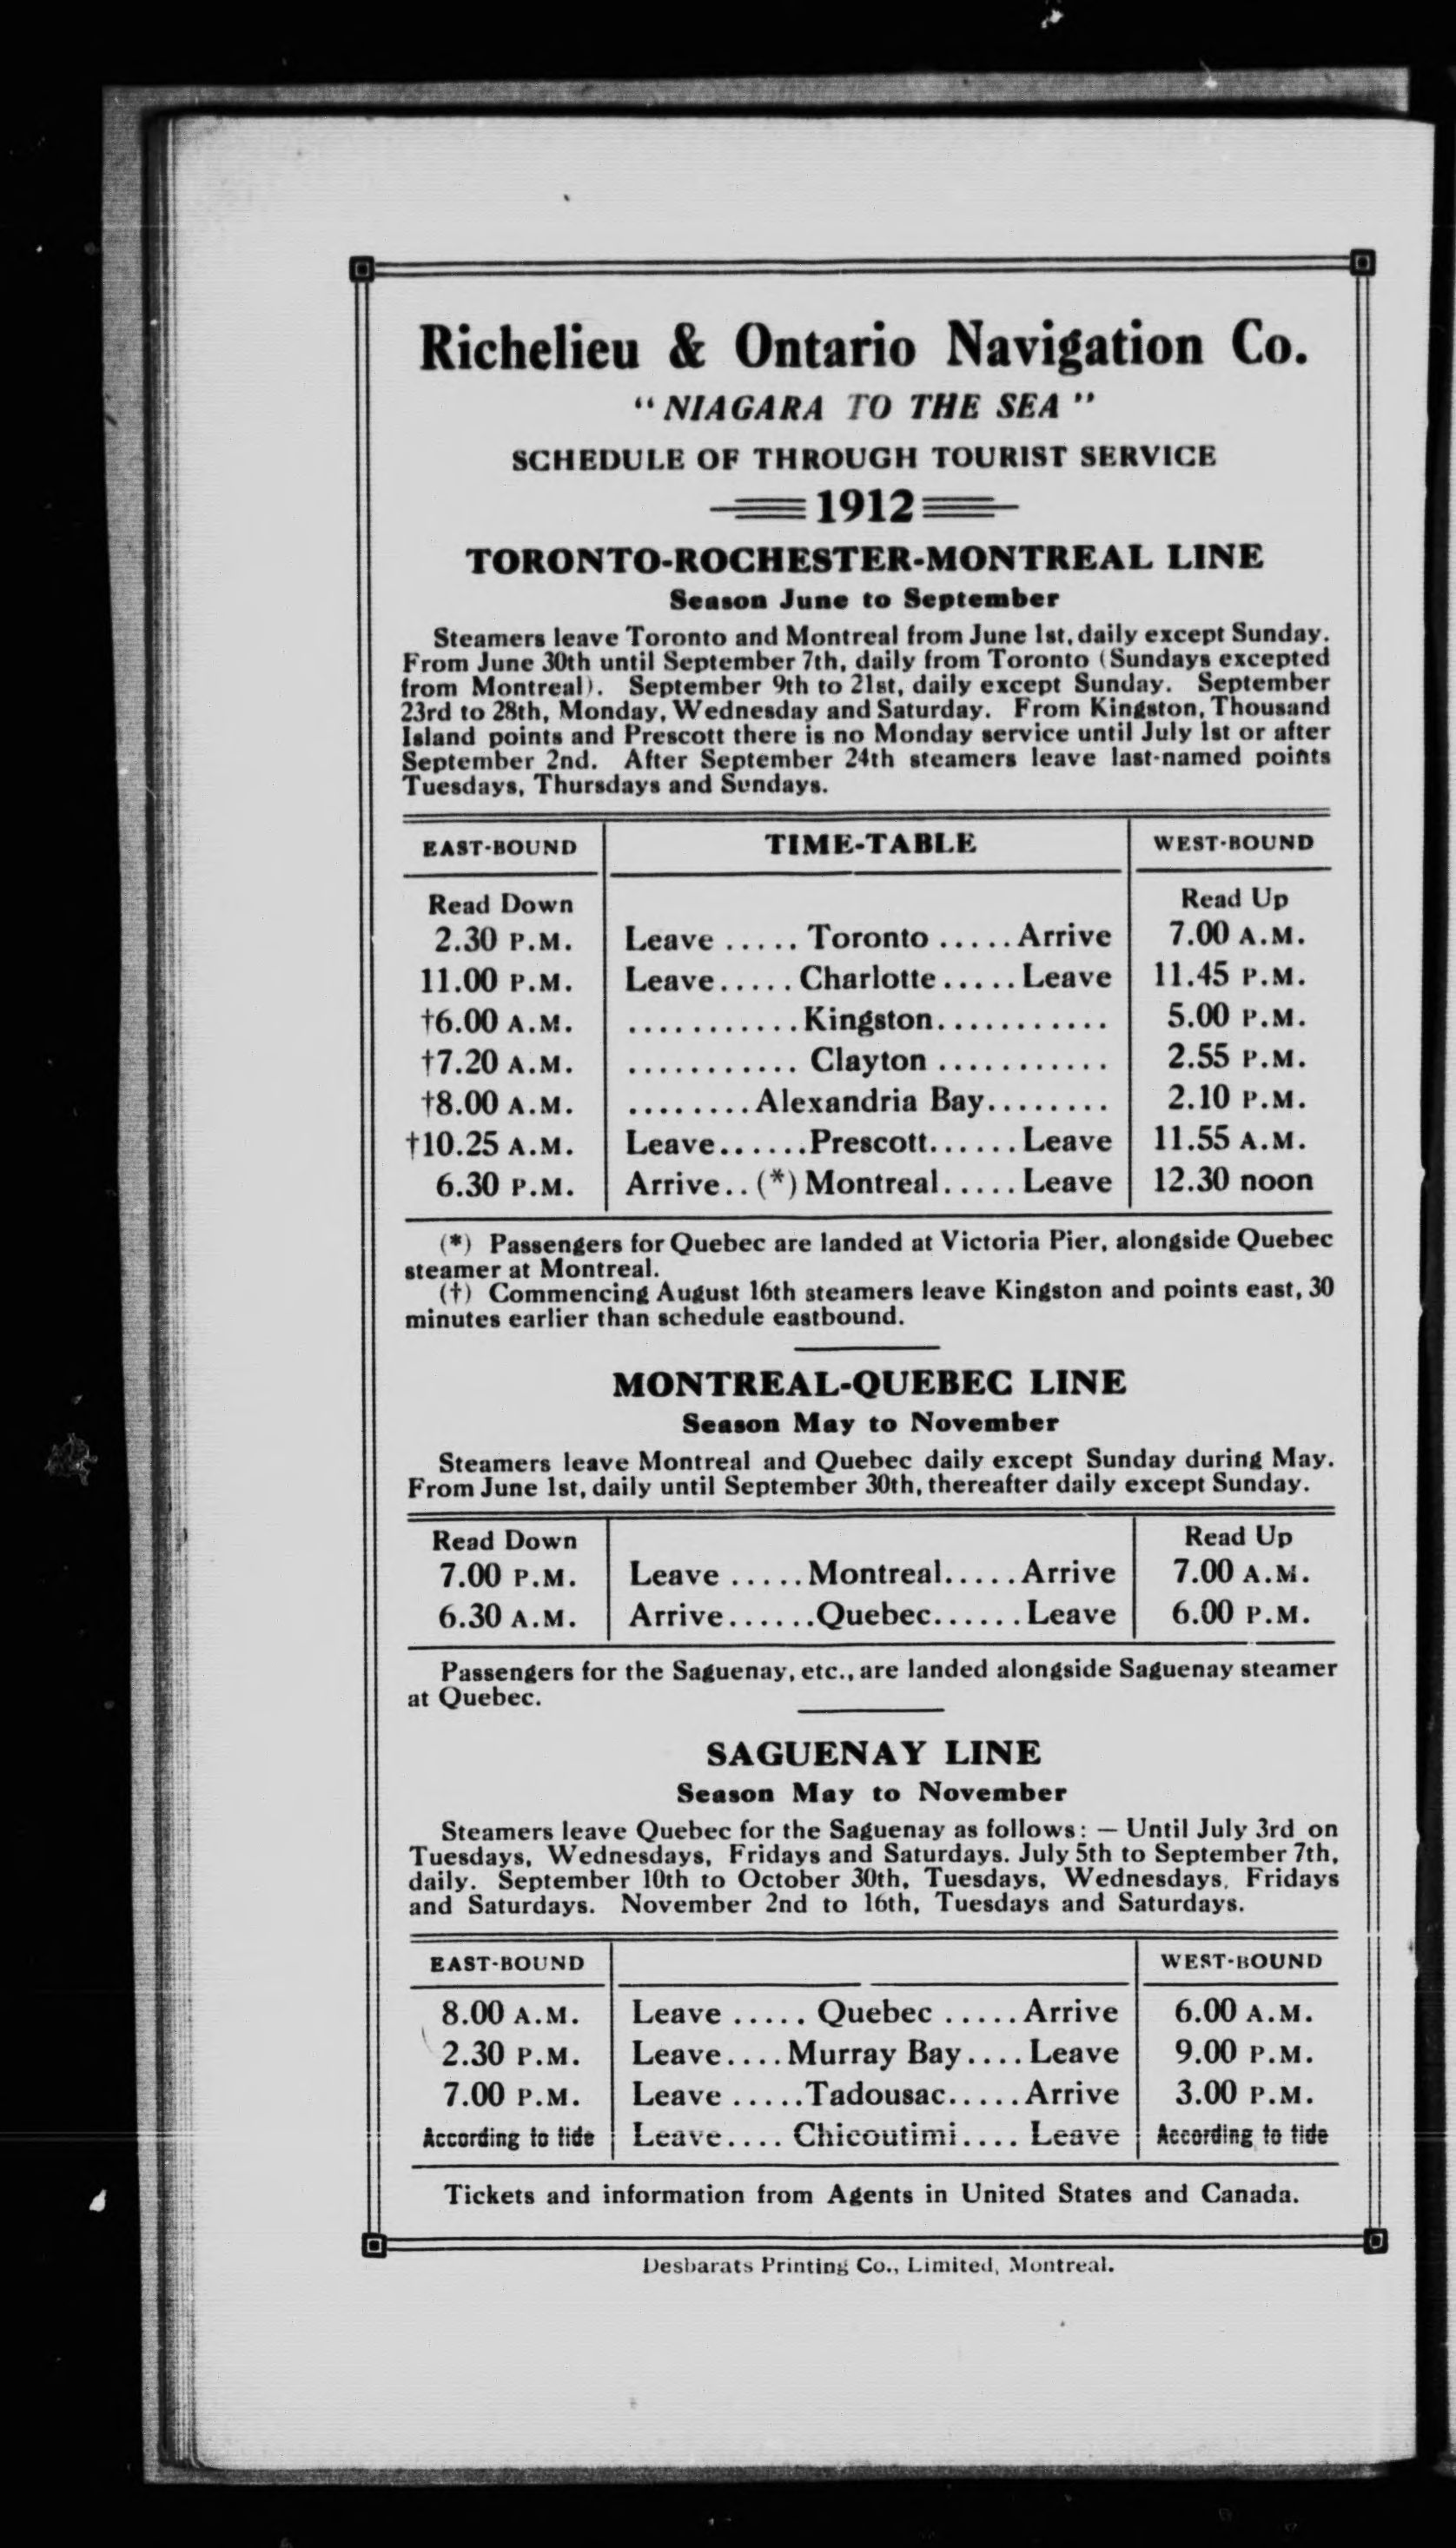 Richelieu & Ontario Navigation Co.
"NIAGARA TO THE SEA"
SCHEDULE OF THROUGH TOURIST SERVICE
1912
TORONTO-ROCHESTER-MONTREAL LINE
Season June to September
Steamers leave Toronto and Montreal from June 1st, daily except Sunday.
From June 30th until September 7th, daily from Toronto (Sundays excepted
from Montreal). September 9th to 21st, daily except Sunday. September
23rd to 28th, Monday, Wednesday and Saturday. From Kingston, Thousand
Island points and Prescott there is no Monday service until July 1st or after
September 2nd. After September 24th steamers leave last-named points
Tuesdays, Thursdays and Sundays.
EAST-BOUND TIME-TABLE WEST-BOUND
Read Down Read Up
2.30 P.M. Leave ..... Toronto ..... Arrive 7.00 A.M.
11.00 P.M. Leave ..... Charlotte ..... Leave 11.45 P.M.
†6.00 A.M. ........... Kingston ........... 5.00 P.M.
†7.20 A.M. ........... Clayton ........... 2.55 P.M.
†8.00 A.M. ........ Alexandria Bay ........ 2.10 P.M.
†10.25 A.M. Leave ...... Prescott ...... Leave 11.55 A.M.
6.30 P.M. Arrive .. (*) Montreal ..... Leave 12.30 noon
(*) Passengers for Quebec are landed at Victoria Pier, alongside Quebec
steamer at Montreal.
(†) Commencing August 16th steamers leave Kingston and points east, 30
minutes earlier than schedule eastbound.
MONTREAL-QUEBEC LINE
Season May to November
Steamers leave Montreal and Quebec daily except Sunday during May.
From June 1st, daily until September 30th, thereafter daily except Sunday.
Read Down Read Up
7.00 P.M. Leave ..... Montreal ..... Arrive 7.00 A.M.
6.30 A.M. Arrive ...... Quebec ...... Leave 6.00 P.M.
Passengers for the Saguenay, etc., are landed alongside Saguenay steamer
at Quebec.
SAGUENAY LINE
Season May to November
Steamers leave Quebec for the Saguenay as follows: — Until July 3rd on
Tuesdays, Wednesdays, Fridays and Saturdays. July 5th to September 7th,
daily. September 10th to October 30th, Tuesdays, Wednesdays, Fridays
and Saturdays. November 2nd to 16th, Tuesdays and Saturdays.
EAST-BOUND WEST-BOUND
8.00 A.M. Leave ..... Quebec ..... Arrive 6.00 A.M.
2.30 P.M. Leave .... Murray Bay .... Leave 9.00 P.M.
7.00 P.M. Leave ..... Tadousac ..... Arrive 3.00 P.M.
According to tide Leave .... Chicoutimi .... Leave According to tide
Tickets and information from Agents in United States and Canada.
Desbarats Printing Co., Limited, Montreal.